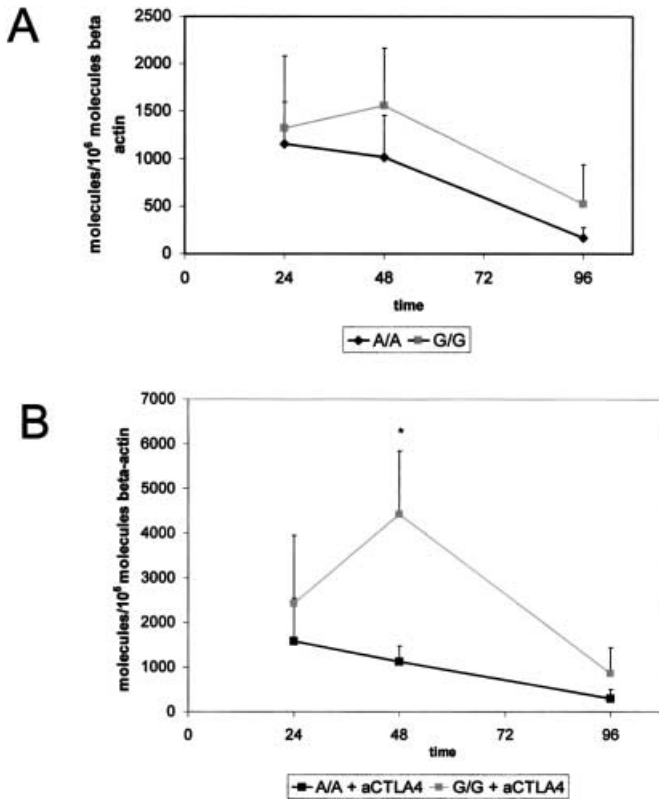 A
molecules/10⁶ molecules beta
actin
2500
2000
1500
1000
500
0
0 24 48 72 96
time
A/A G/G
B
molecules/10⁶ molecules beta-actin
7000
6000
5000
4000
3000
2000
1000
0
*
0 24 48 72 96
time
A/A + aCTLA4 G/G + aCTLA4